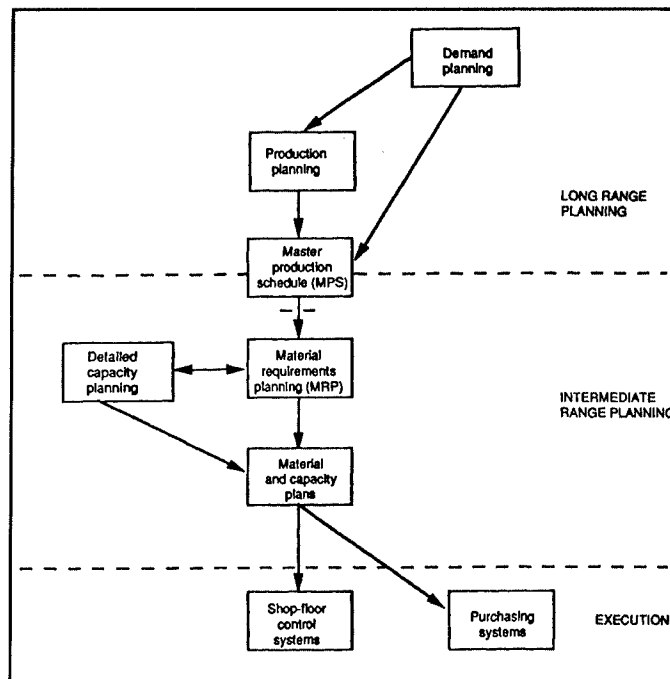 Demand
planning
Production
planning
LONG RANGE
PLANNING
Master
production
schedule (MPS)
Detailed
capacity
planning
Material
requirements
planning (MRP)
INTERMEDIATE
RANGE PLANNING
Material
and capacity
plans
Shop-floor
control
systems
Purchasing
systems
EXECUTION